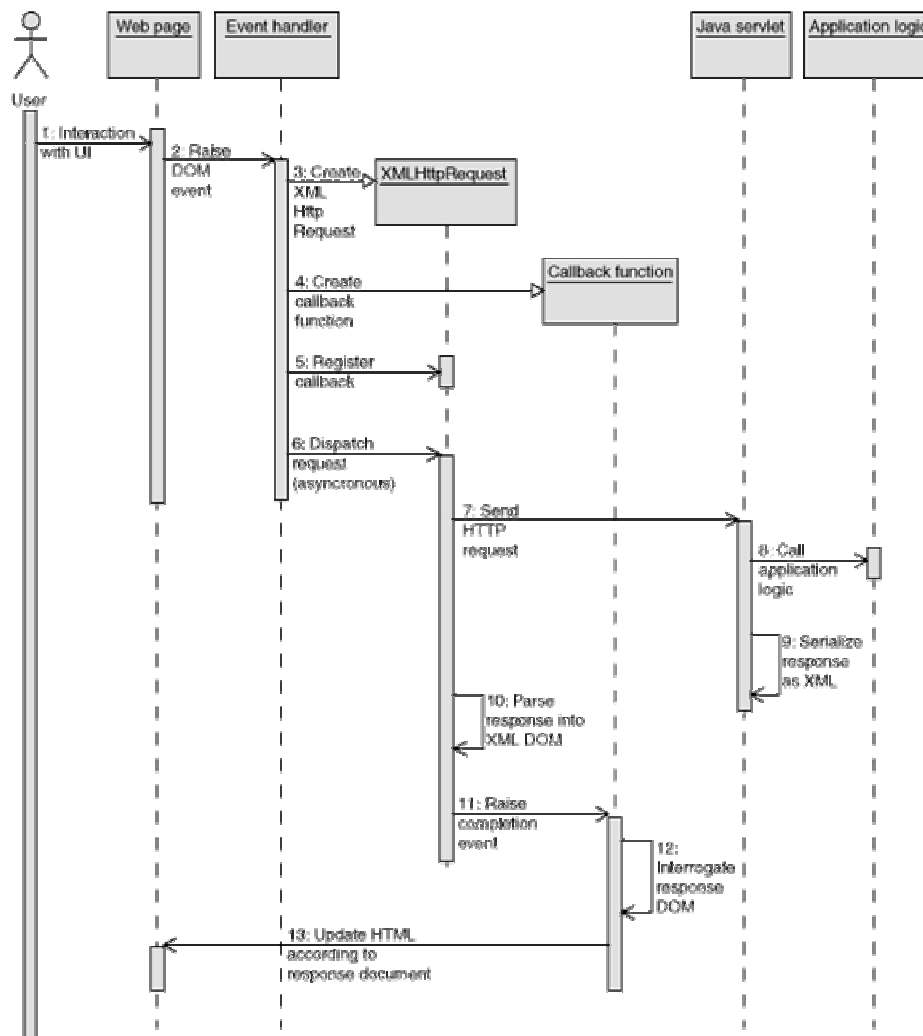 Web page
Event handler
Java servlet
Application logic
User
1: Interaction
with UI
2: Raise
DOM
event
3: Create
XML
Http
Request
XMLHttpRequest
4: Create
callback
function
Callback function
5: Register
callback
6: Dispatch
request
(asyncronous)
7: Send
HTTP
request
8: Call
application
logic
9: Serialize
response
as XML
10: Parse
response into
XML DOM
11: Raise
completion
event
12:
Interrogate
response
DOM
13: Update HTML
according to
response document